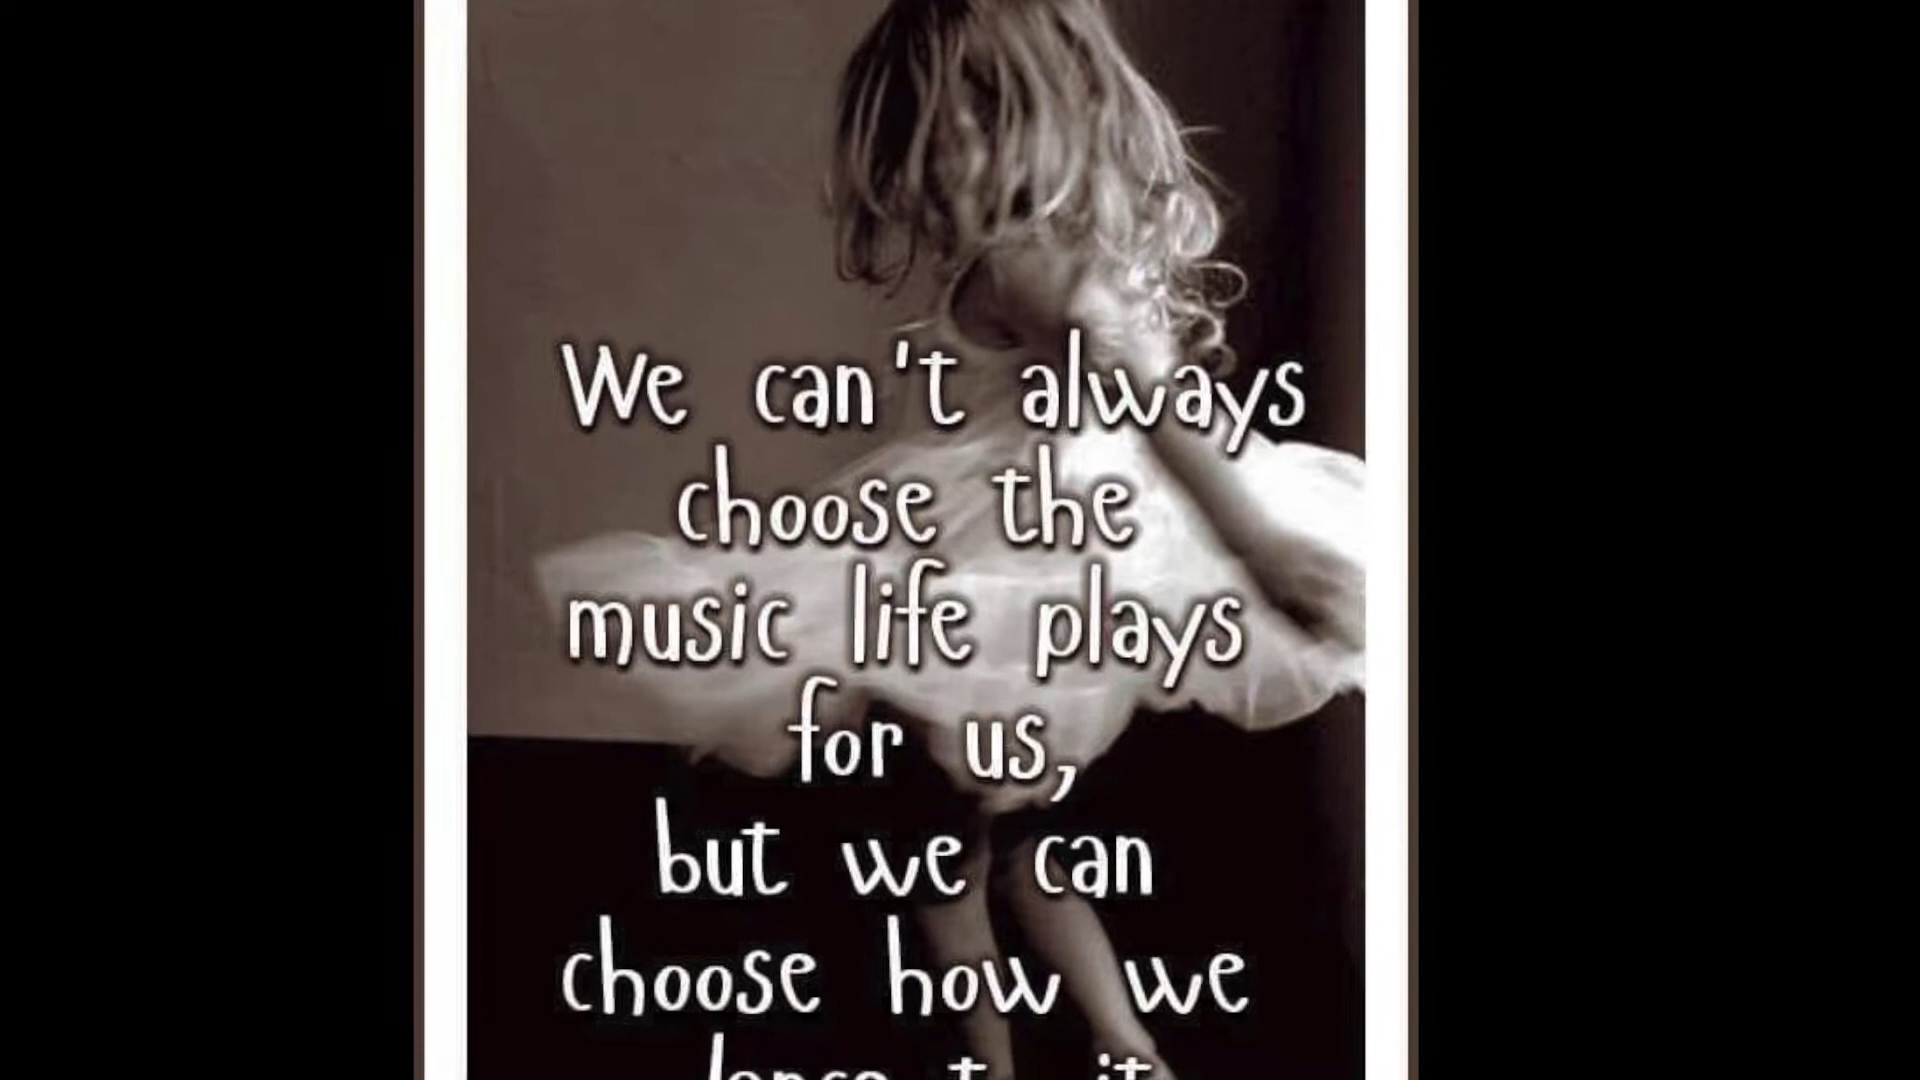 We can't always
choose the
music life plays
for us,
but we can
choose how we